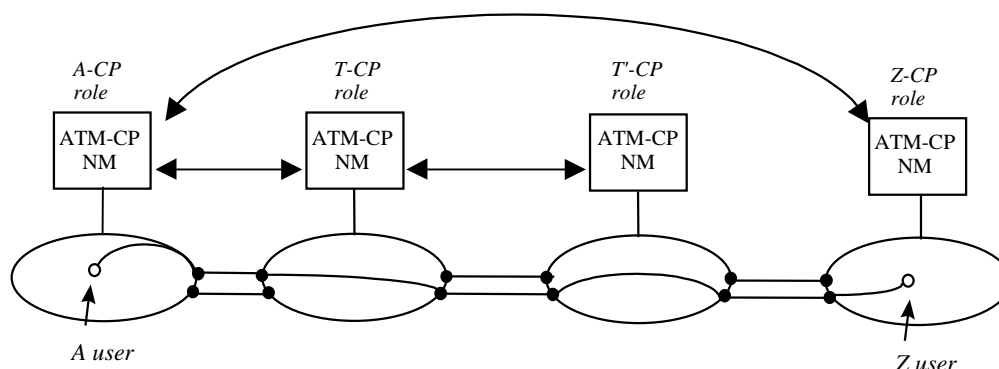 A-CP
role
T-CP
role
T'-CP
role
Z-CP
role
ATM-CP
NM
ATM-CP
NM
ATM-CP
NM
ATM-CP
NM
A user
Z user